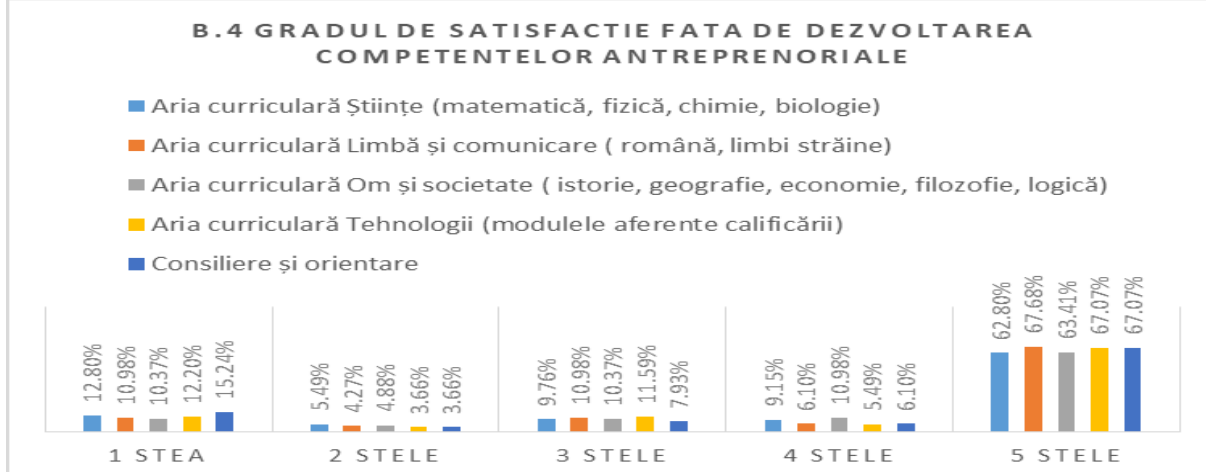 B.4 GRADUL DE SATISFACTIE FATA DE DEZVOLTAREA
COMPETENTELOR ANTREPRENORIALE
Aria curriculară Științe (matematică, fizică, chimie, biologie)
Aria curriculară Limbă și comunicare ( română, limbi străine)
Aria curriculară Om și societate ( istorie, geografie, economie, filozofie, logică)
Aria curriculară Tehnologii (modulele aferente calificării)
Consiliere și orientare
12.80% 10.98% 10.37% 12.20% 15.24%
5.49% 4.27% 4.88% 3.66% 3.66%
9.76% 10.98% 10.37% 11.59% 7.93%
9.15% 6.10% 10.98% 5.49% 6.10%
62.80% 67.68% 63.41% 67.07% 67.07%
1 STEA 2 STELE 3 STELE 4 STELE 5 STELE